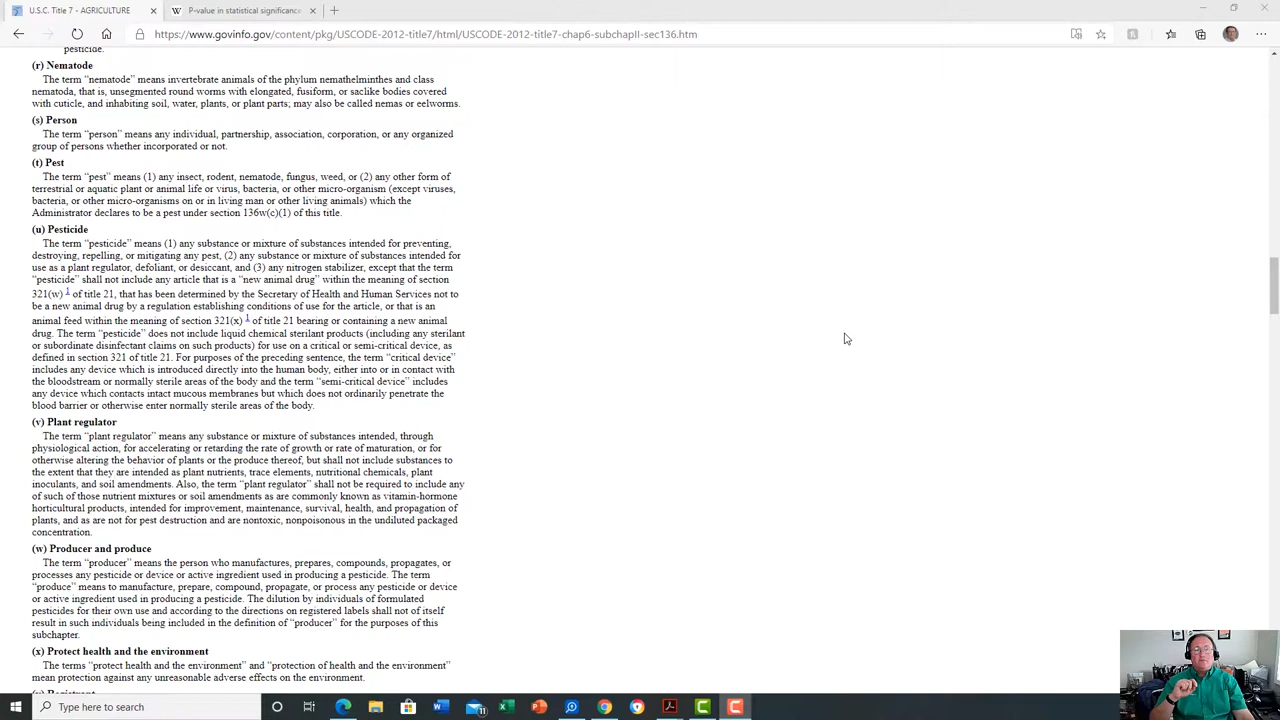 U.S.C. Title 7 - AGRICULTURE
P-value in statistical significance
https://www.govinfo.gov/content/pkg/USCODE-2012-title7/html/USCODE-2012-title7-chap6-subchapII-sec136.htm
pesticide.
(r) Nematode
The term “nematode” means invertebrate animals of the phylum nemathelminthes and class
nematoda, that is, unsegmented round worms with elongated, fusiform, or saclike bodies covered
with cuticle, and inhabiting soil, water, plants, or plant parts; may also be called nemas or eelworms.
(s) Person
The term “person” means any individual, partnership, association, corporation, or any organized
group of persons whether incorporated or not.
(t) Pest
The term “pest” means (1) any insect, rodent, nematode, fungus, weed, or (2) any other form of
terrestrial or aquatic plant or animal life or virus, bacteria, or other micro-organism (except viruses,
bacteria, or other micro-organisms on or in living man or other living animals) which the
Administrator declares to be a pest under section 136w(c)(1) of this title.
(u) Pesticide
The term “pesticide” means (1) any substance or mixture of substances intended for preventing,
destroying, repelling, or mitigating any pest, (2) any substance or mixture of substances intended for
use as a plant regulator, defoliant, or desiccant, and (3) any nitrogen stabilizer, except that the term
“pesticide” shall not include any article that is a “new animal drug” within the meaning of section
321(w) 1 of title 21, that has been determined by the Secretary of Health and Human Services not to
be a new animal drug by a regulation establishing conditions of use for the article, or that is an
animal feed within the meaning of section 321(x) 1 of title 21 bearing or containing a new animal
drug. The term “pesticide” does not include liquid chemical sterilant products (including any sterilant
or subordinate disinfectant claims on such products) for use on a critical or semi-critical device, as
defined in section 321 of title 21. For purposes of the preceding sentence, the term “critical device”
includes any device which is introduced directly into the human body, either into or in contact with
the bloodstream or normally sterile areas of the body and the term “semi-critical device” includes
any device which contacts intact mucous membranes but which does not ordinarily penetrate the
blood barrier or otherwise enter normally sterile areas of the body.
(v) Plant regulator
The term “plant regulator” means any substance or mixture of substances intended, through
physiological action, for accelerating or retarding the rate of growth or rate of maturation, or for
otherwise altering the behavior of plants or the produce thereof, but shall not include substances to
the extent that they are intended as plant nutrients, trace elements, nutritional chemicals, plant
inoculants, and soil amendments. Also, the term “plant regulator” shall not be required to include any
of such of those nutrient mixtures or soil amendments as are commonly known as vitamin-hormone
horticultural products, intended for improvement, maintenance, survival, health, and propagation of
plants, and as are not for pest destruction and are nontoxic, nonpoisonous in the undiluted packaged
concentration.
(w) Producer and produce
The term “producer” means the person who manufactures, prepares, compounds, propagates, or
processes any pesticide or device or active ingredient used in producing a pesticide. The term
“produce” means to manufacture, prepare, compound, propagate, or process any pesticide or device
or active ingredient used in producing a pesticide. The dilution by individuals of formulated
pesticides for their own use and according to the directions on registered labels shall not of itself
result in such individuals being included in the definition of “producer” for the purposes of this
subchapter.
(x) Protect health and the environment
The terms “protect health and the environment” and “protection of health and the environment”
mean protection against any unreasonable adverse effects on the environment.
(y) Registrant
Type here to search